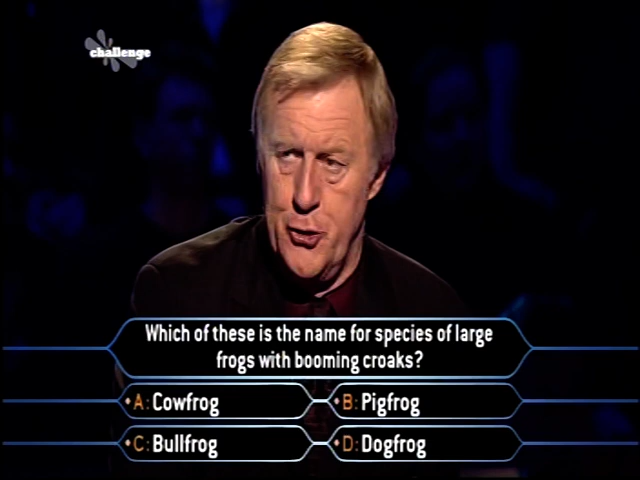 challenge
Which of these is the name for species of large
frogs with booming croaks?
A: Cowfrog
B: Pigfrog
C: Bullfrog
D: Dogfrog